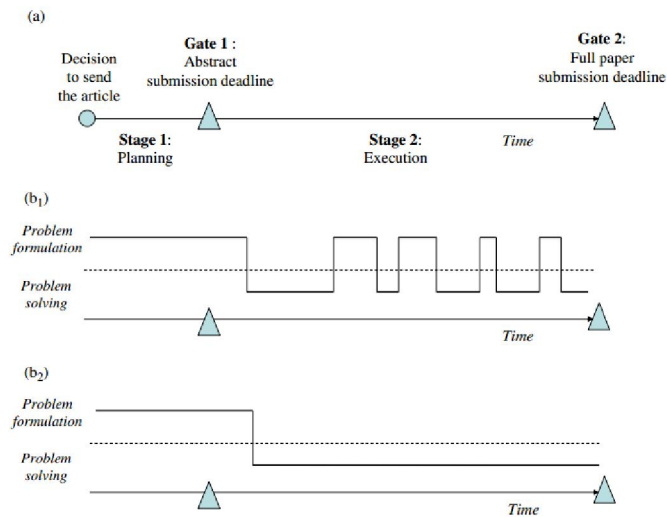 (a)
Decision
to send
the article
Gate 1 :
Abstract
submission deadline
Gate 2:
Full paper
submission deadline
Stage 1:
Planning
Stage 2:
Execution
Time
(b1)
Problem
formulation
Problem
solving
Time
(b2)
Problem
formulation
Problem
solving
Time